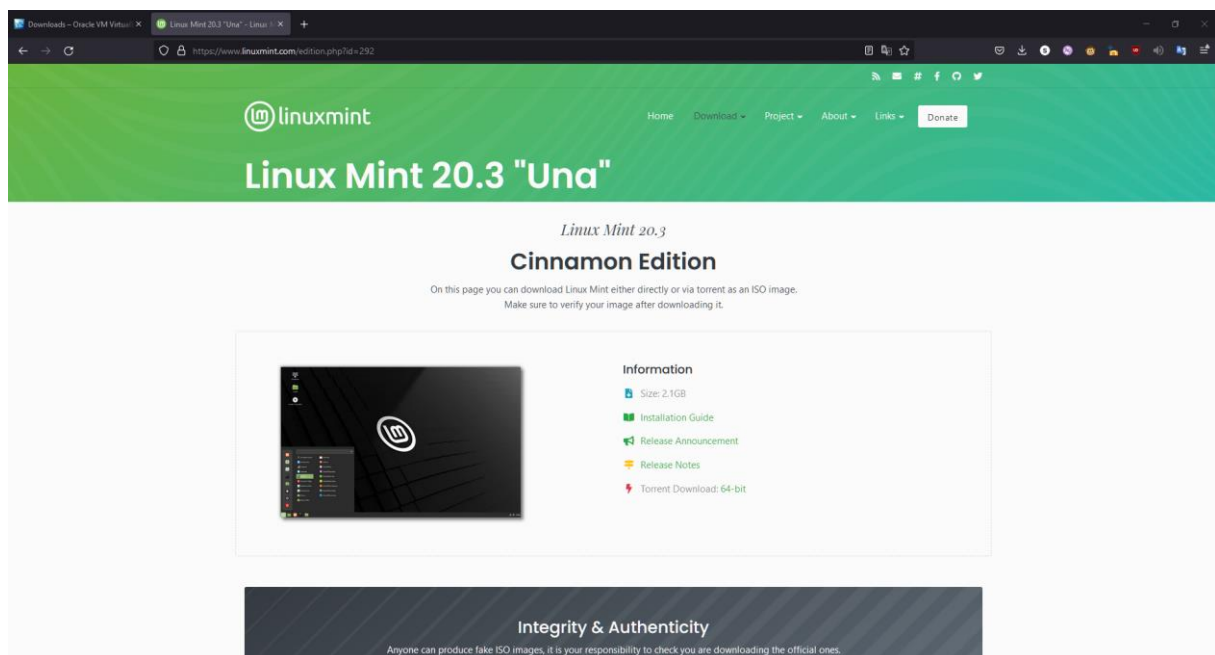 Downloads – Oracle VM Virtual
Linux Mint 20.3 "Una" - Linux
https://www.linuxmint.com/edition.php?id=292
linuxmint
Home Download Project About Links Donate
Linux Mint 20.3 "Una"
Linux Mint 20.3
Cinnamon Edition
On this page you can download Linux Mint either directly or via torrent as an ISO image.
Make sure to verify your image after downloading it.
Information
Size: 2.1GB
Installation Guide
Release Announcement
Release Notes
Torrent Download: 64-bit
Integrity & Authenticity
Anyone can produce fake ISO images, it is your responsibility to check you are downloading the official ones.